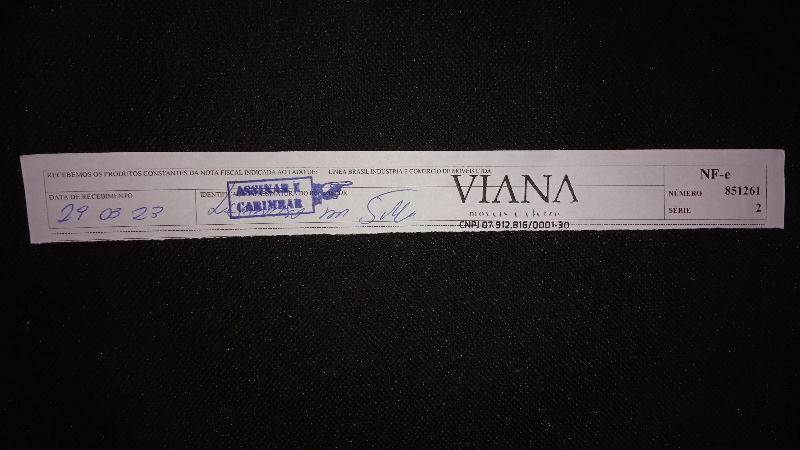 RECEBEMOS OS PRODUTOS CONSTANTES DA NOTA FISCAL INDICADA AO LADO DE: LINEA BRASIL INDUSTRIA E COMERCIO DE MOVEIS LTDA
DATA DE RECEBIMENTO
29 08 23
ASSINAR E
CARIMBAR
VIANA
CNPJ 07.912.816/0001-30
NF-e
NÚMERO 851261
SÉRIE 2